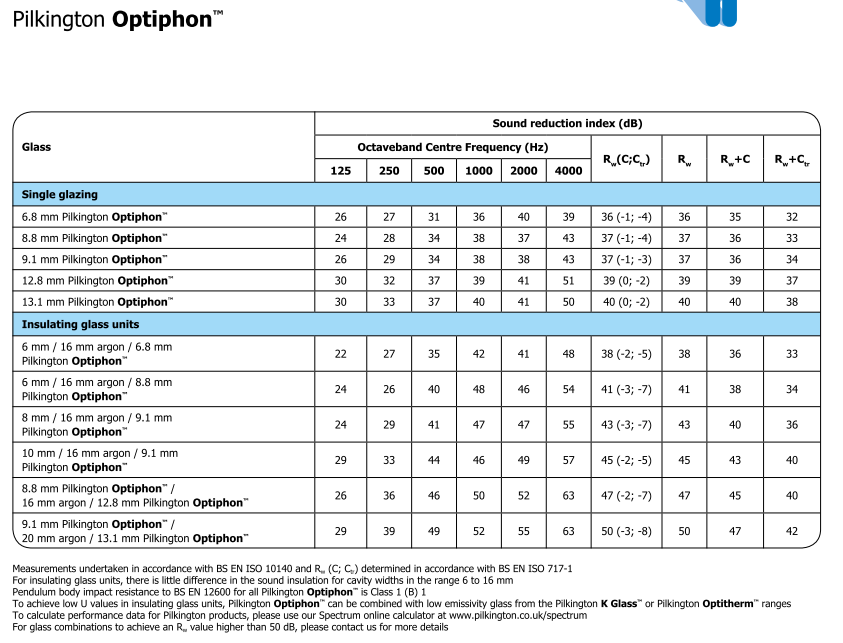 Pilkington Optiphon™
Sound reduction index (dB)
Glass
Octaveband Centre Frequency (Hz)
Rw(C;Ctr)
Rw
Rw+C
Rw+Ctr
125 250 500 1000 2000 4000
Single glazing
6.8 mm Pilkington Optiphon™ 26 27 31 36 40 39 36 (-1; -4) 36 35 32
8.8 mm Pilkington Optiphon™ 24 28 34 38 37 43 37 (-1; -4) 37 36 33
9.1 mm Pilkington Optiphon™ 26 29 34 38 38 43 37 (-1; -3) 37 36 34
12.8 mm Pilkington Optiphon™ 30 32 37 39 41 51 39 (0; -2) 39 39 37
13.1 mm Pilkington Optiphon™ 30 33 37 40 41 50 40 (0; -2) 40 40 38
Insulating glass units
6 mm / 16 mm argon / 6.8 mm
Pilkington Optiphon™ 22 27 35 42 41 48 38 (-2; -5) 38 36 33
6 mm / 16 mm argon / 8.8 mm
Pilkington Optiphon™ 24 26 40 48 46 54 41 (-3; -7) 41 38 34
8 mm / 16 mm argon / 9.1 mm
Pilkington Optiphon™ 24 29 41 47 47 55 43 (-3; -7) 43 40 36
10 mm / 16 mm argon / 9.1 mm
Pilkington Optiphon™ 29 33 44 46 49 57 45 (-2; -5) 45 43 40
8.8 mm Pilkington Optiphon™ /
16 mm argon / 12.8 mm Pilkington Optiphon™ 26 36 46 50 52 63 47 (-2; -7) 47 45 40
9.1 mm Pilkington Optiphon™ /
20 mm argon / 13.1 mm Pilkington Optiphon™ 29 39 49 52 55 63 50 (-3; -8) 50 47 42
Measurements undertaken in accordance with BS EN ISO 10140 and Rw (C; Ctr) determined in accordance with BS EN ISO 717-1
For insulating glass units, there is little difference in the sound insulation for cavity widths in the range 6 to 16 mm
Pendulum body impact resistance to BS EN 12600 for all Pilkington Optiphon™ is Class 1 (B) 1
To achieve low U values in insulating glass units, Pilkington Optiphon™ can be combined with low emissivity glass from the Pilkington K Glass™ or Pilkington Optitherm™ ranges
To calculate performance data for Pilkington products, please use our Spectrum online calculator at www.pilkington.co.uk/spectrum
For glass combinations to achieve an Rw value higher than 50 dB, please contact us for more details